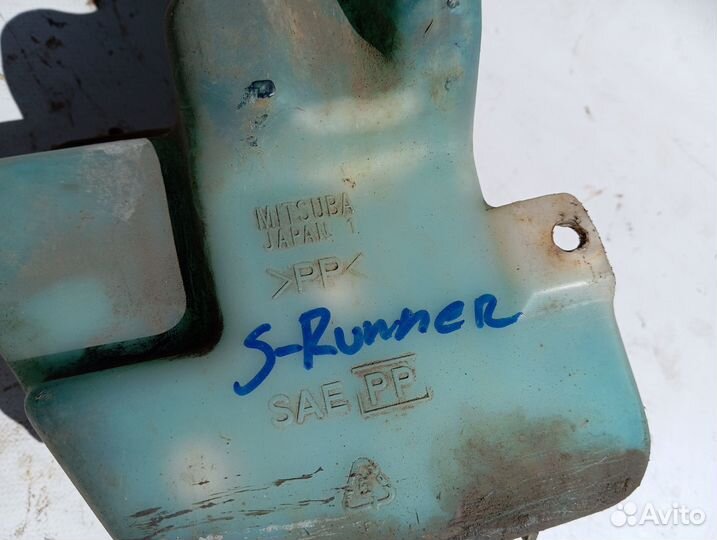 MITSUBA
JAPAN. 1
>PP<
S-RUNNER
SAE PP
Avito